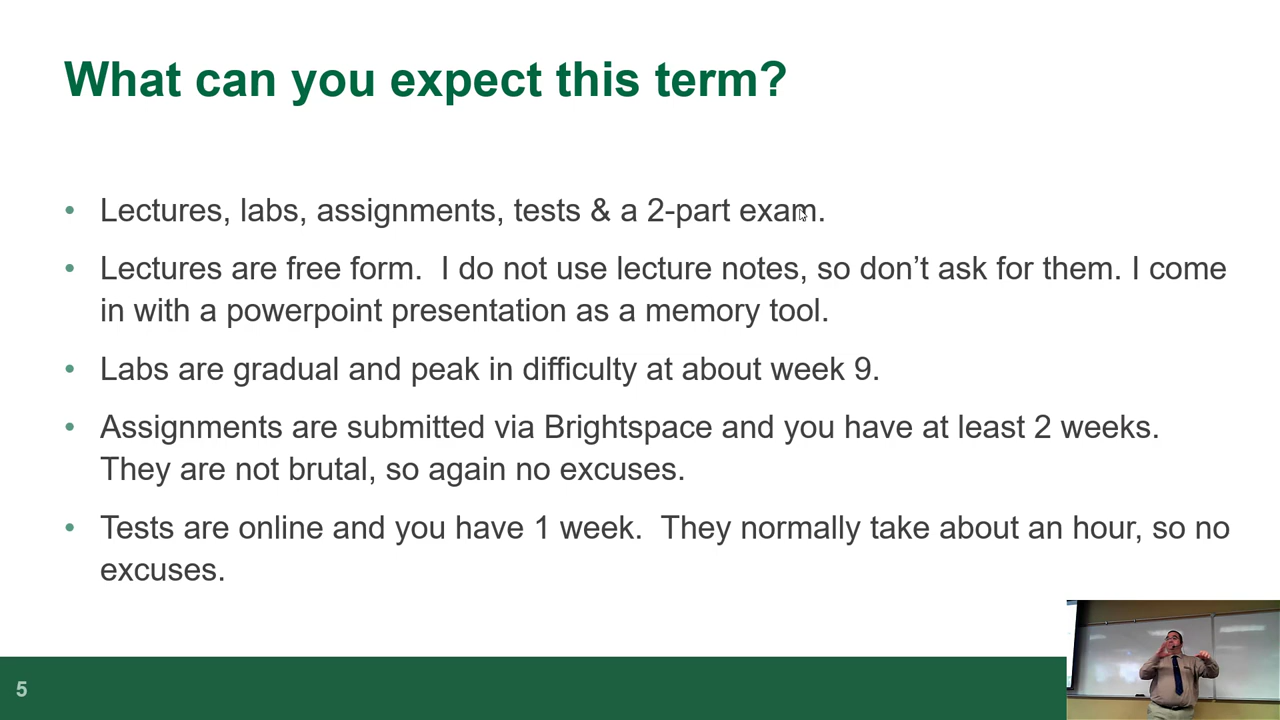 What can you expect this term?
• Lectures, labs, assignments, tests & a 2-part exam.
• Lectures are free form.  I do not use lecture notes, so don’t ask for them. I come
in with a powerpoint presentation as a memory tool.
• Labs are gradual and peak in difficulty at about week 9.
• Assignments are submitted via Brightspace and you have at least 2 weeks.
They are not brutal, so again no excuses.
• Tests are online and you have 1 week.  They normally take about an hour, so no
excuses.
5